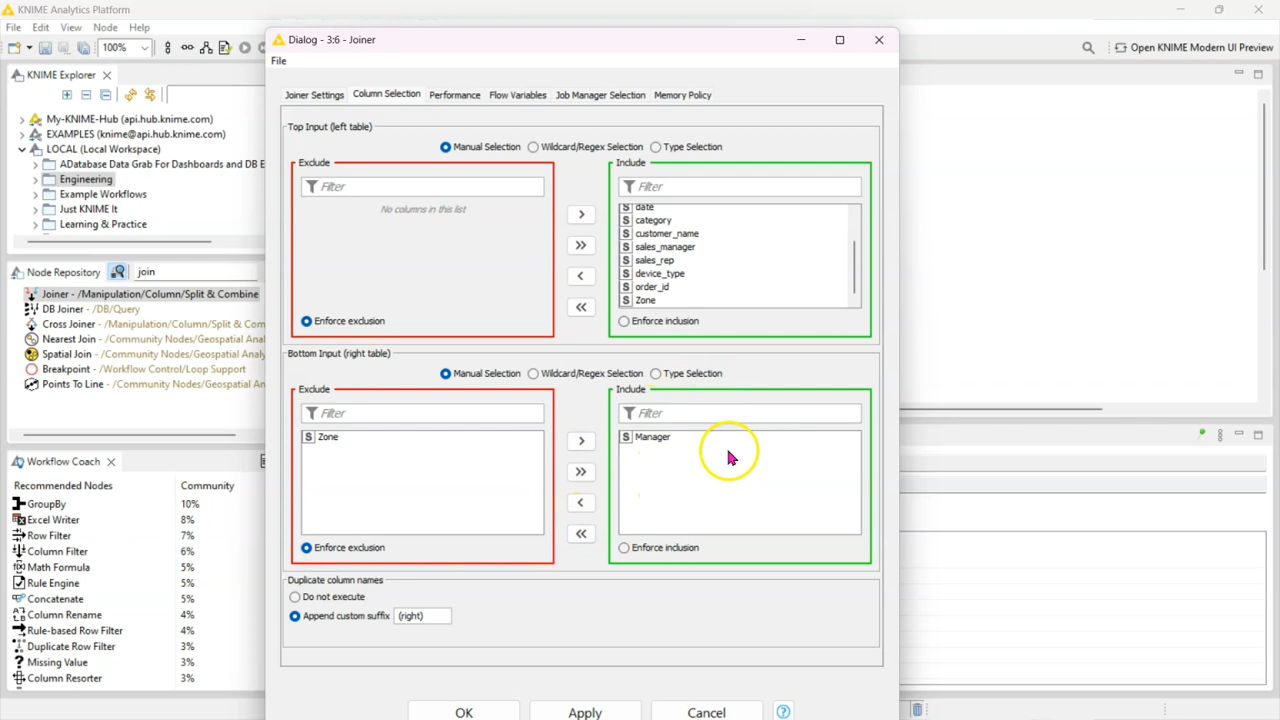 KNIME Analytics Platform
File Edit View Node Help
100%
Open KNIME Modern UI Preview
Dialog - 3:6 - Joiner
File
KNIME Explorer
My-KNIME-Hub (api.hub.knime.com)
EXAMPLES (knime@api.hub.knime.com)
LOCAL (Local Workspace)
ADatabase Data Grab For Dashboards and DB E
Engineering
Example Workflows
Just KNIME It
Learning & Practice
Node Repository join
Joiner - /Manipulation/Column/Split & Combine
DB Joiner - /DB/Query
Cross Joiner - /Manipulation/Column/Split & Com
Nearest Join - /Community Nodes/Geospatial Anal
Spatial Join - /Community Nodes/Geospatial Analy
Breakpoint - /Workflow Control/Loop Support
Points To Line - /Community Nodes/Geospatial An
Workflow Coach
Recommended Nodes Community
GroupBy 10%
Excel Writer 8%
Row Filter 7%
Column Filter 6%
Math Formula 5%
Rule Engine 5%
Concatenate 5%
Column Rename 4%
Rule-based Row Filter 4%
Duplicate Row Filter 3%
Missing Value 3%
Column Resorter 3%
Joiner Settings Column Selection Performance Flow Variables Job Manager Selection Memory Policy
Top Input (left table)
Manual Selection Wildcard/Regex Selection Type Selection
Exclude
Filter
No columns in this list
Enforce exclusion
>
>>
<
<<
Include
Filter
S date
S category
S customer_name
S sales_manager
S sales_rep
S device_type
S order_id
S Zone
Enforce inclusion
Bottom Input (right table)
Manual Selection Wildcard/Regex Selection Type Selection
Exclude
Filter
S Zone
Enforce exclusion
>
>>
<
<<
Include
Filter
S Manager
Enforce inclusion
Duplicate column names
Do not execute
Append custom suffix (right)
OK Apply Cancel ?